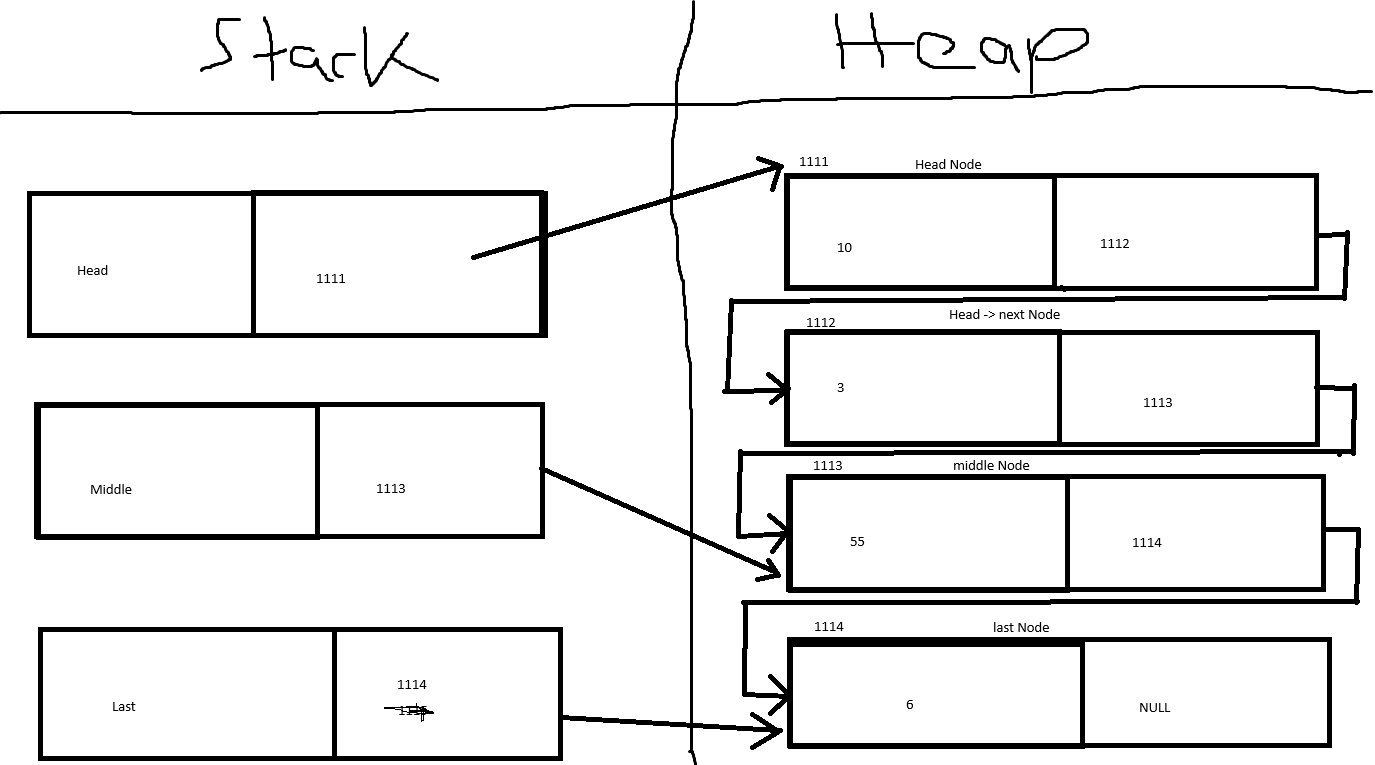 Stack
Heap
Head
1111
Middle
1113
Last
1114
1111 Head Node
10
1112
1112 Head -> next Node
3
1113
1113 middle Node
55
1114
1114 last Node
6
NULL